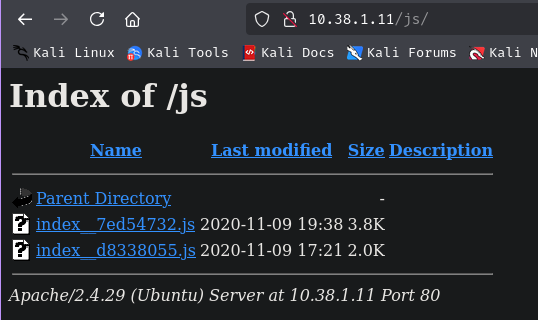 10.38.1.11/js/
Kali Linux Kali Tools Kali Docs Kali Forums Kali N
Index of /js
Name Last modified Size Description
Parent Directory -
index__7ed54732.js 2020-11-09 19:38 3.8K
index__d8338055.js 2020-11-09 17:21 2.0K
Apache/2.4.29 (Ubuntu) Server at 10.38.1.11 Port 80